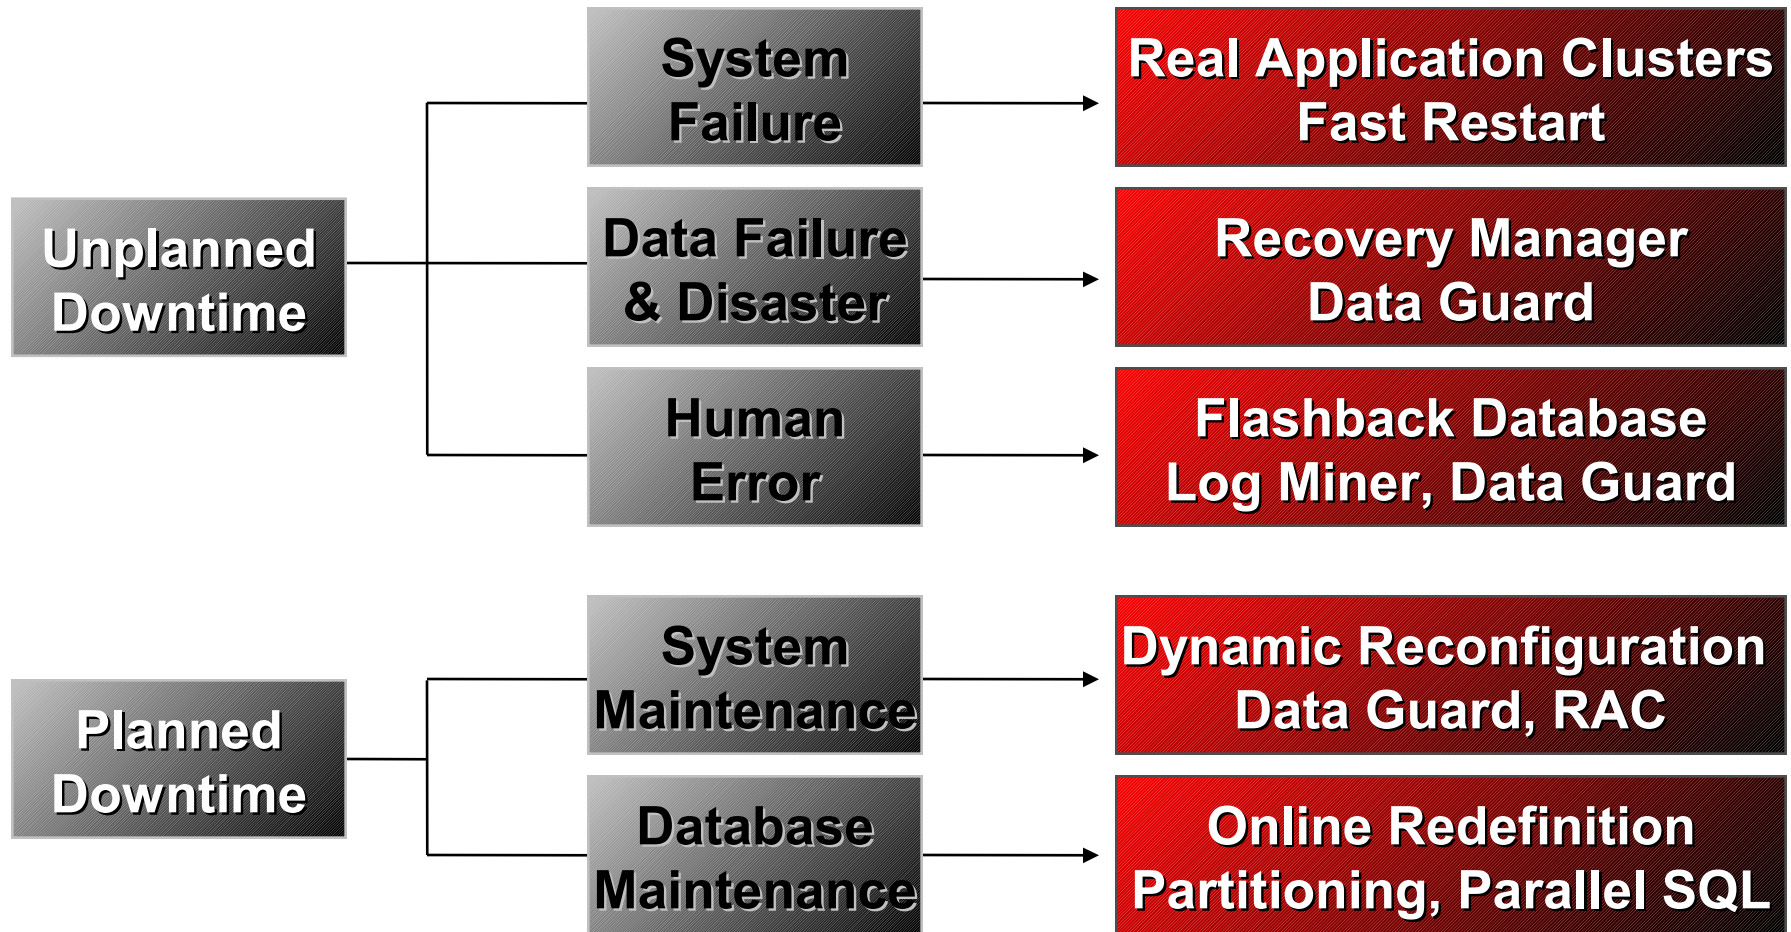 Unplanned
Downtime
System
Failure
Real Application Clusters
Fast Restart
Data Failure
& Disaster
Recovery Manager
Data Guard
Human
Error
Flashback Database
Log Miner, Data Guard
Planned
Downtime
System
Maintenance
Dynamic Reconfiguration
Data Guard, RAC
Database
Maintenance
Online Redefinition
Partitioning, Parallel SQL